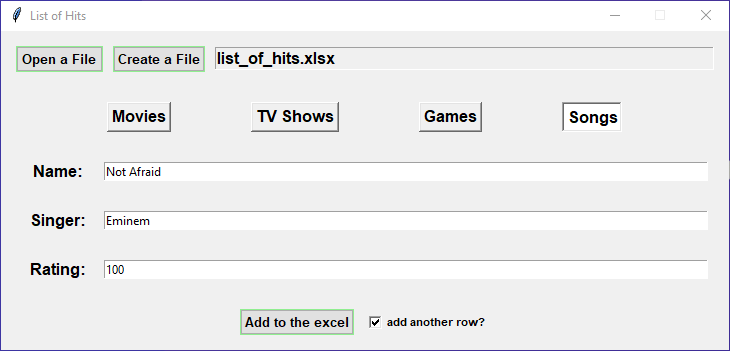 List of Hits
Open a File Create a File list_of_hits.xlsx
Movies TV Shows Games Songs
Name: Not Afraid
Singer: Eminem
Rating: 100
Add to the excel add another row?